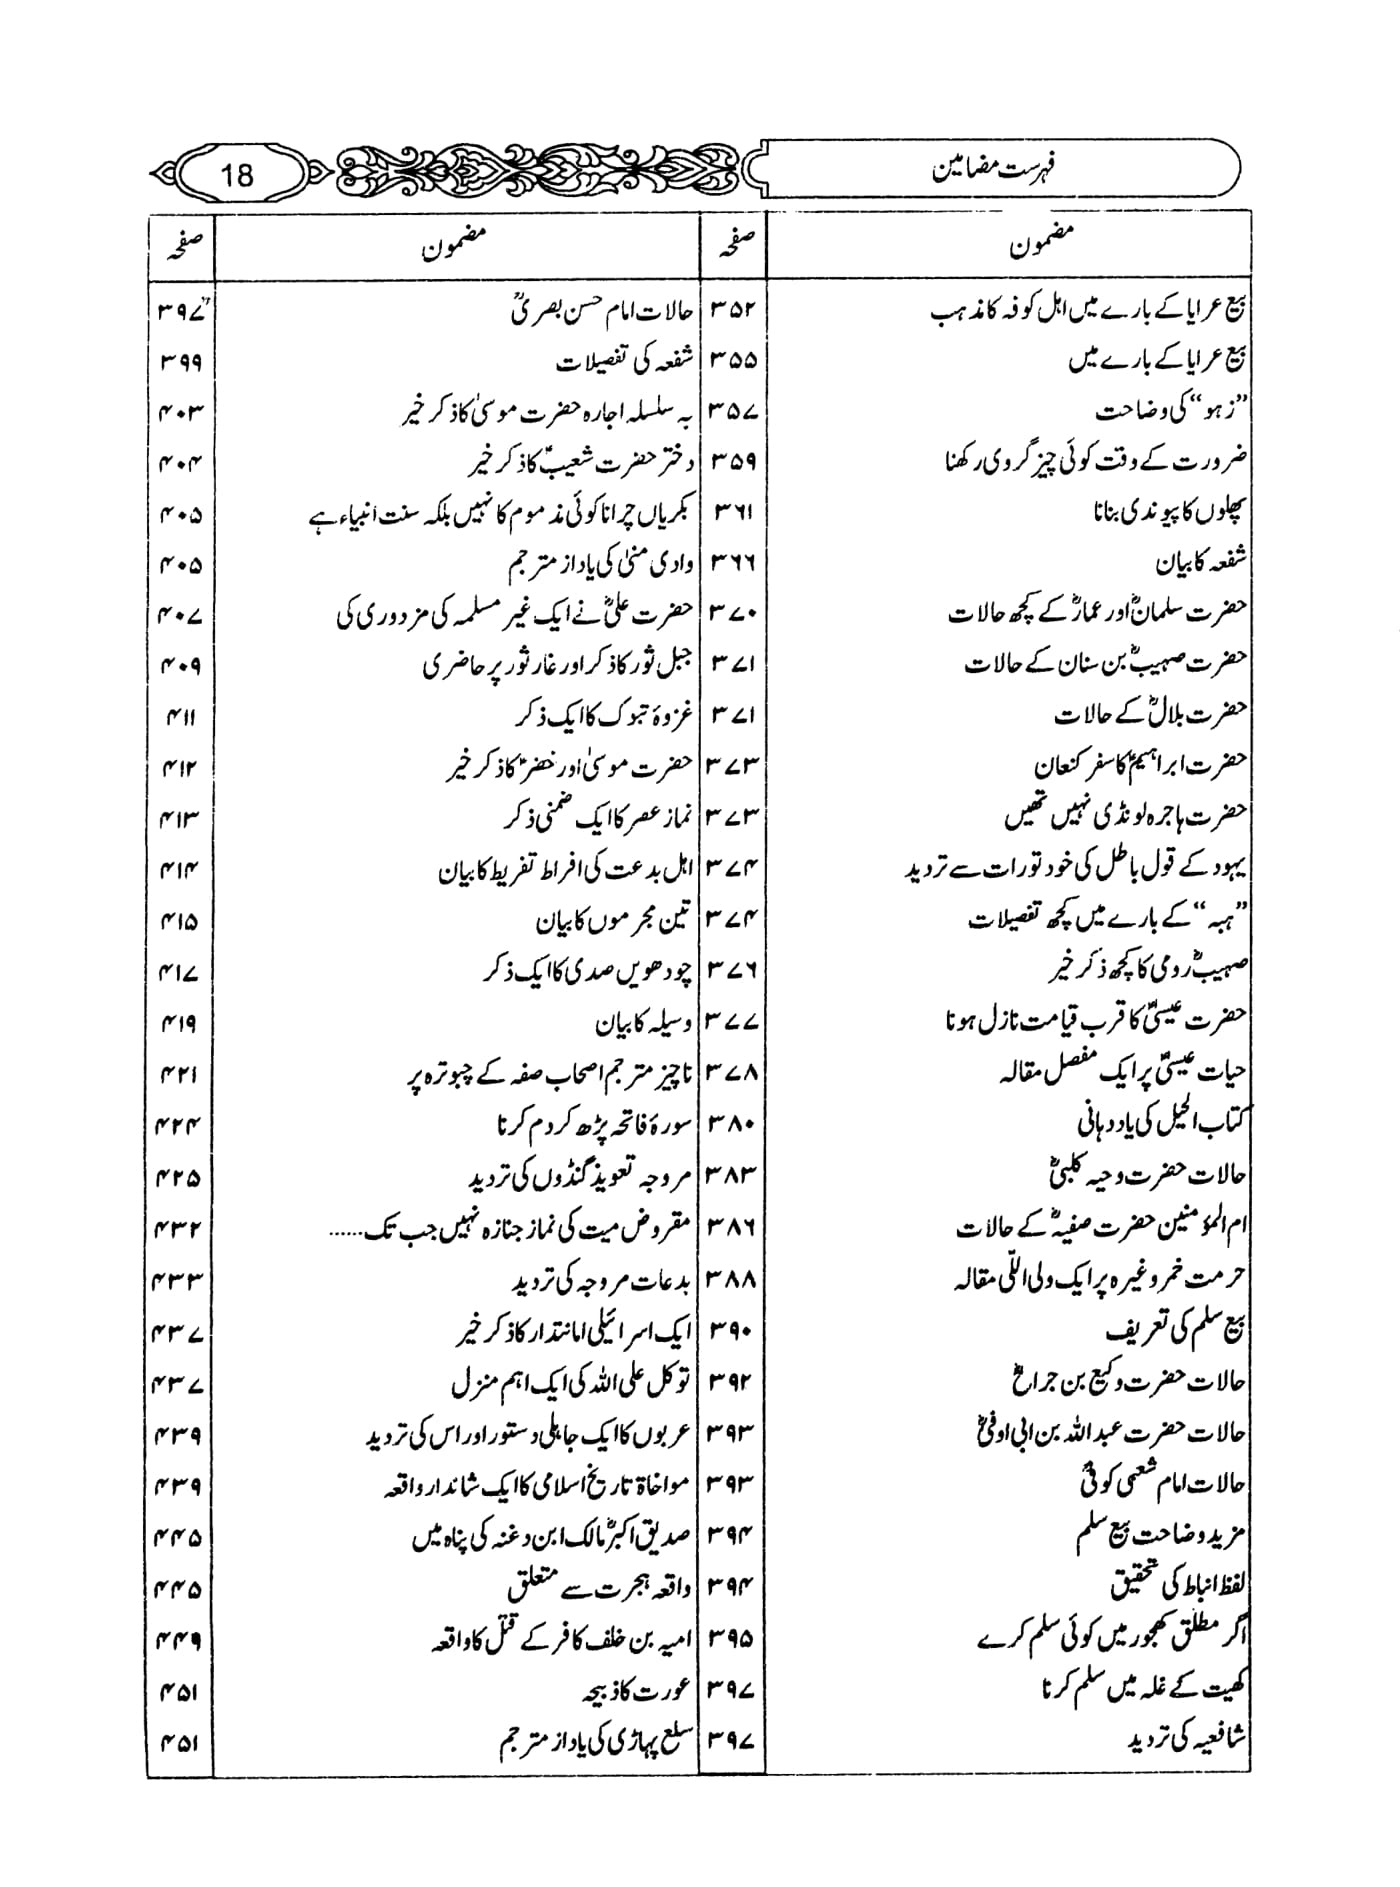 فہرست مضامین
18
مضمون صفحہ مضمون صفحہ
بیع عرایا کے بارے میں اہل کوفہ کا مذہب ۳۵۲ حالات امام حسن بصریؒ ۳۹۷
بیع عرایا کے بارے میں ۳۵۵ شفعہ کی تفصیلات ۳۹۹
”زہو“ کی وضاحت ۳۵۷ بہ سلسلہ اجارہ حضرت موسیٰ کا ذکر خیر ۴۰۳
ضرورت کے وقت کوئی چیز گروی رکھنا ۳۵۹ دختر حضرت شعیبؑ کا ذکر خیر ۴۰۴
پھلوں کا پیوندی بنانا ۳۶۱ بکریاں چرانا کوئی مذموم کا نہیں بلکہ سنت انبیاء ہے ۴۰۵
شفعہ کا بیان ۳۶۶ وادی منیٰ کی یاد از مترجم ۴۰۵
حضرت سلمانؓ اور عمارؓ کے کچھ حالات ۳۷۰ حضرت علیؓ نے ایک غیر مسلمہ کی مزدوری کی ۴۰۷
حضرت صہیبؓ بن سنان کے حالات ۳۷۱ جبل ثور کا ذکر اور غار ثور پر حاضری ۴۰۹
حضرت بلالؓ کے حالات ۳۷۱ غزوۂ تبوک کا ایک ذکر ۴۱۱
حضرت ابراہیمؑ کا سفر کنعان ۳۷۳ حضرت موسیٰ اور خضرؑ کا ذکر خیر ۴۱۲
حضرت ہاجرہ لونڈی نہیں تھیں ۳۷۳ نماز عصر کا ایک ضمنی ذکر ۴۱۳
یہود کے قول باطل کی خود تورات سے تردید ۳۷۴ اہل بدعت کی افراط تفریط کا بیان ۴۱۴
”ہبہ“ کے بارے میں کچھ تفصیلات ۳۷۴ تین مجرموں کا بیان ۴۱۵
صہیبؓ رومی کا کچھ ذکر خیر ۳۷۶ چودھویں صدی کا ایک ذکر ۴۱۷
حضرت عیسیٰؑ کا قرب قیامت نازل ہونا ۳۷۷ وسیلہ کا بیان ۴۱۹
حیات عیسیٰؑ پر ایک مفصل مقالہ ۳۷۸ ناچیز مترجم اصحاب صفہ کے چبوترہ پر ۴۲۱
کتاب الحیل کی یاد دہانی ۳۸۰ سورۂ فاتحہ پڑھ کر دم کرنا ۴۲۴
حالات حضرت وحیہ کلبیؓ ۳۸۳ مروجہ تعویذ گنڈوں کی تردید ۴۲۵
ام المؤمنین حضرت صفیہؓ کے حالات ۳۸۶ مقروض میت کی نماز جنازہ نہیں جب تک...... ۴۳۲
حرمت خمر وغیرہ پر ایک ولی اللّٰہی مقالہ ۳۸۸ بدعات مروجہ کی تردید ۴۳۳
بیع سلم کی تعریف ۳۹۰ ایک اسرائیلی امانتدار کا ذکر خیر ۴۳۷
حالات حضرت وکیع بن جراحؒ ۳۹۲ توکل علی اللہ کی ایک اہم منزل ۴۳۷
حالات حضرت عبداللہ بن ابی اوفیؓ ۳۹۳ عربوں کا ایک جاہلی دستور اور اس کی تردید ۴۳۹
حالات امام شعبی کوفیؒ ۳۹۳ مواخاة تاریخ اسلامی کا ایک شاندار واقعہ ۴۳۹
مزید وضاحت بیع سلم ۳۹۴ صدیق اکبرؓ مالک ابن دغنہ کی پناہ میں ۴۴۵
لفظ انباط کی تحقیق ۳۹۴ واقعہ ہجرت سے متعلق ۴۴۵
اگر مطلق کھجور میں کوئی سلم کرے ۳۹۵ امیہ بن خلف کافر کے قتل کا واقعہ ۴۴۹
کھیت کے غلہ میں سلم کرنا ۳۹۷ عورت کا ذبیحہ ۴۵۱
شافعیہ کی تردید ۳۹۷ سلع پہاڑی کی یاد از مترجم ۴۵۱